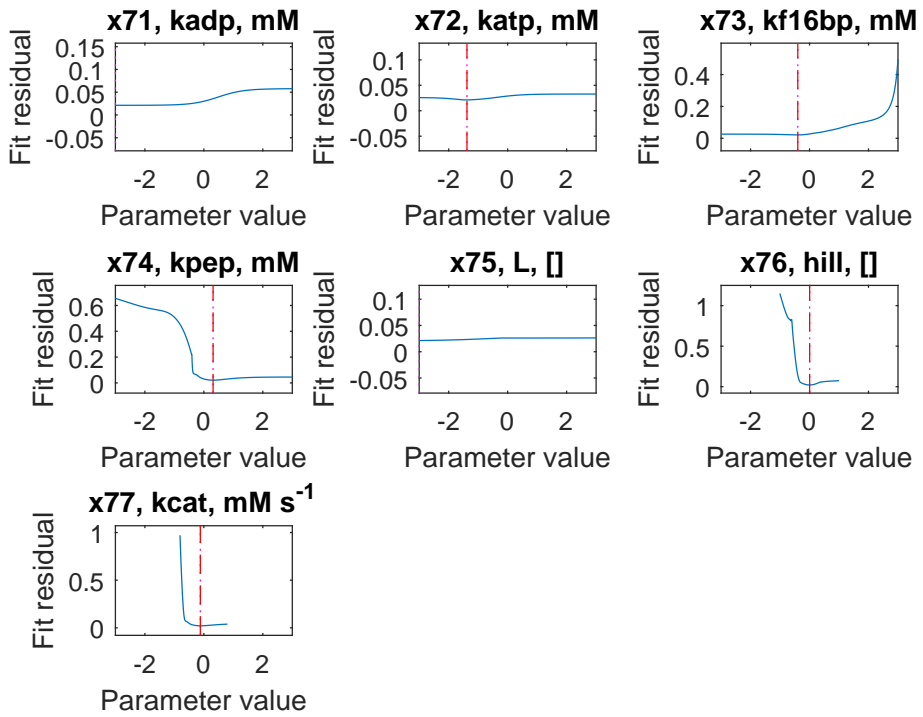 x71, kadp, mM
0.15
0.1
0.05
0
-0.05
Fit residual
-2 0 2
Parameter value
x72, katp, mM
0.1
0.05
0
-0.05
Fit residual
-2 0 2
Parameter value
x73, kf16bp, mM
0.4
0.2
0
Fit residual
-2 0 2
Parameter value
x74, kpep, mM
0.6
0.4
0.2
0
Fit residual
-2 0 2
Parameter value
x75, L, []
0.1
0.05
0
-0.05
Fit residual
-2 0 2
Parameter value
x76, hill, []
1
0.5
0
Fit residual
-2 0 2
Parameter value
x77, kcat, mM s⁻¹
1
0.5
0
Fit residual
-2 0 2
Parameter value